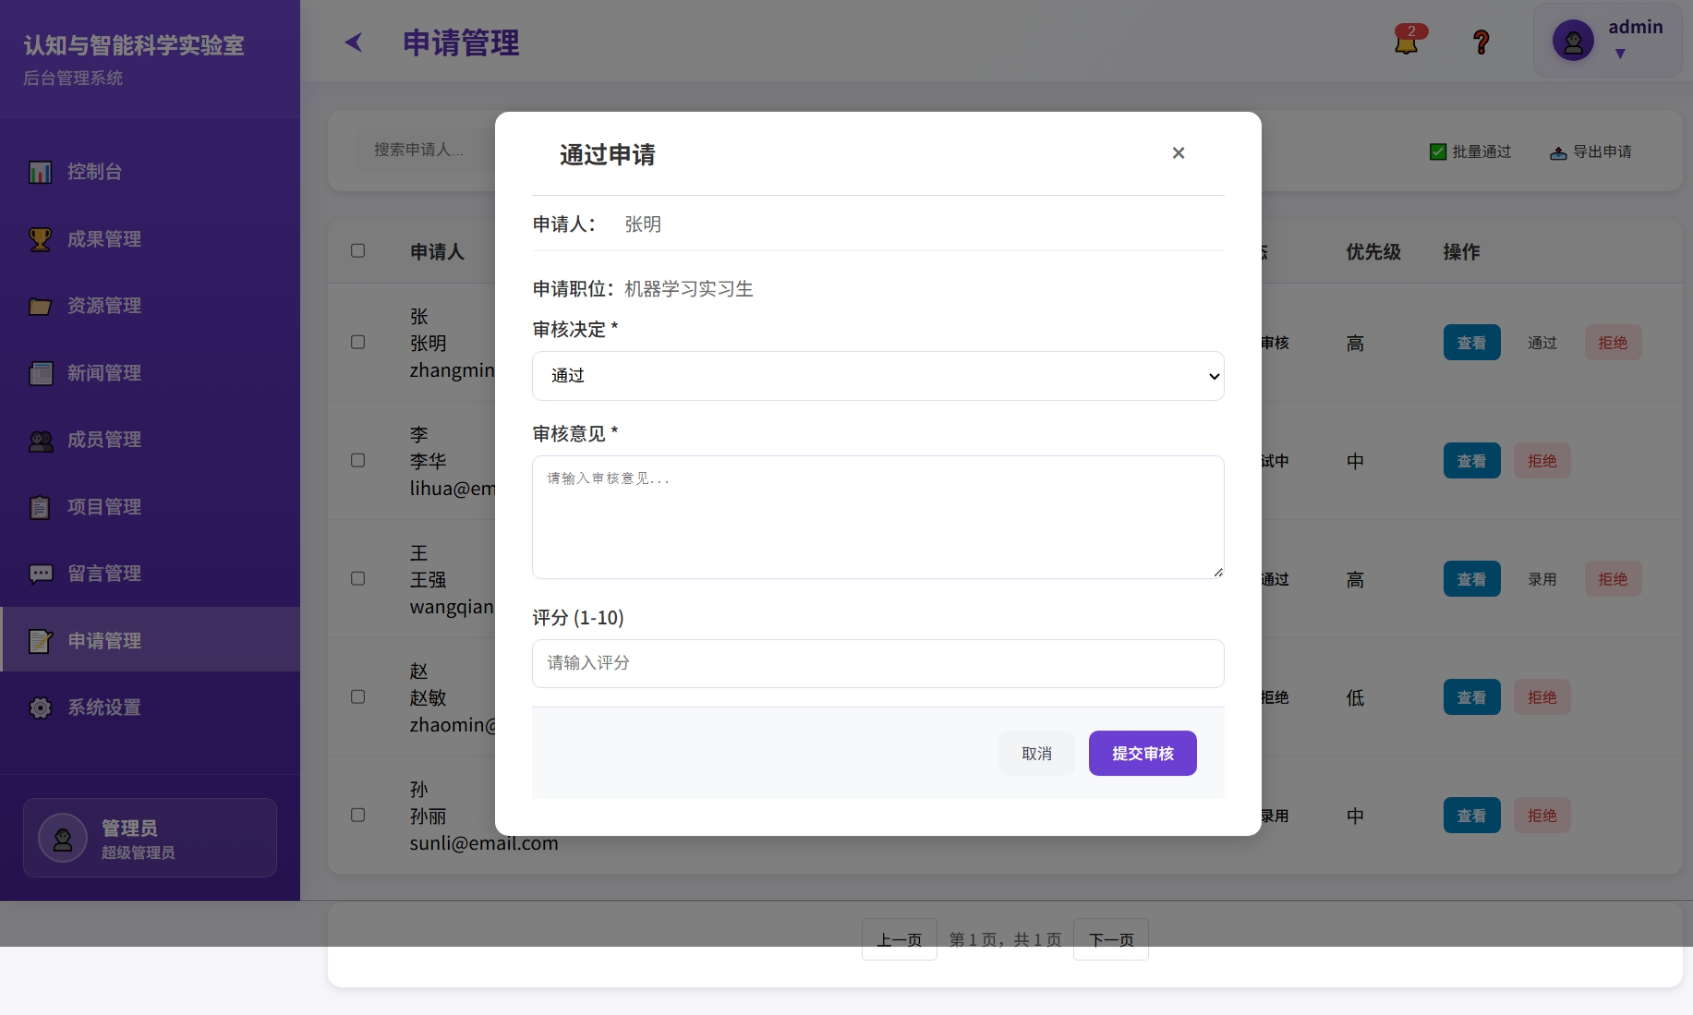 认知与智能科学实验室
后台管理系统
控制台
成果管理
资源管理
新闻管理
成员管理
项目管理
留言管理
申请管理
系统设置
管理员
超级管理员
申请管理
2
admin
搜索申请人...
批量通过
导出申请
申请人
优先级
操作
张
张明
zhangmin
审核
高
查看
通过
拒绝
李
李华
lihua@em
试中
中
查看
拒绝
王
王强
wangqian
通过
高
查看
录用
拒绝
赵
赵敏
zhaomin@
拒绝
低
查看
拒绝
孙
孙丽
sunli@email.com
录用
中
查看
拒绝
通过申请
×
申请人：
张明
申请职位：机器学习实习生
审核决定 *
通过
审核意见 *
请输入审核意见...
评分 (1-10)
请输入评分
取消
提交审核
上一页
第 1 页，共 1 页
下一页